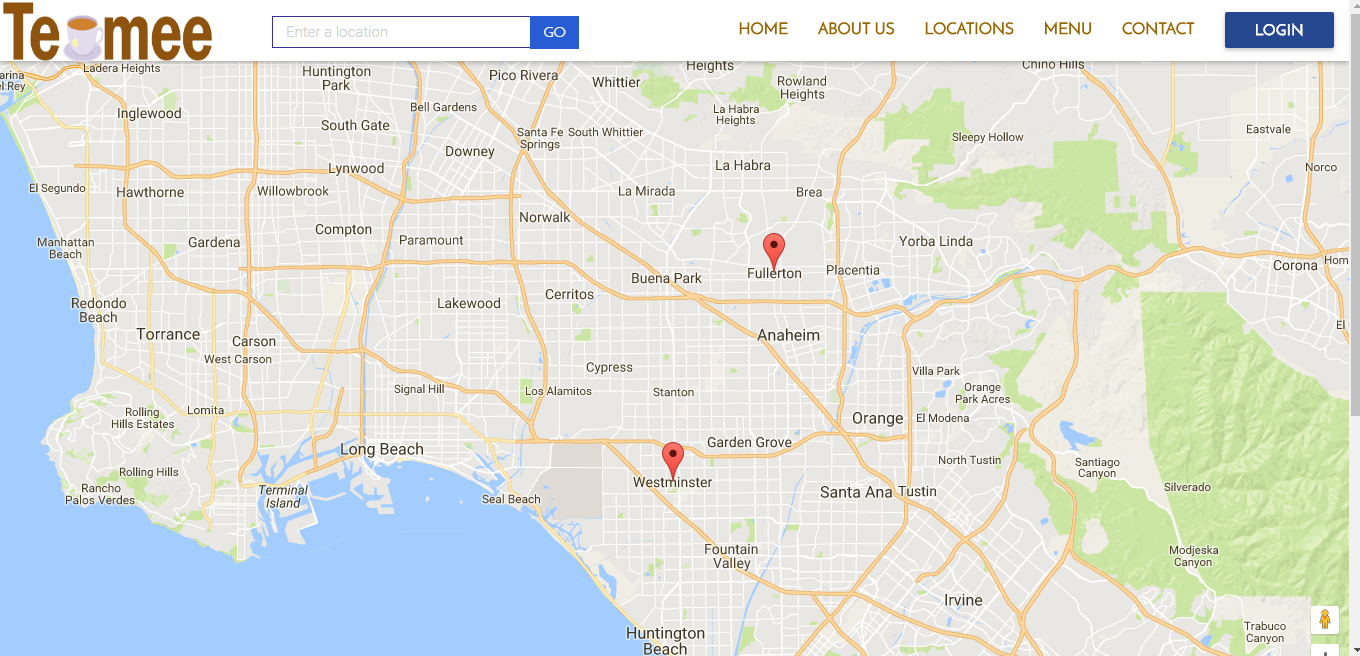 Te mee
Enter a location
GO
HOME
ABOUT US
LOCATIONS
MENU
CONTACT
LOGIN
Ladera Heights
Huntington
Park
Pico Rivera
Whittier
Heights
Rowland
Heights
Chino Hills
arina
el Rey
Inglewood
Bell Gardens
La Habra
Heights
South Gate
Santa Fe
Springs
South Whittier
Sleepy Hollow
Eastvale
Downey
Lynwood
La Habra
Norco
El Segundo
Hawthorne
Willowbrook
La Mirada
Brea
Norwalk
Compton
Manhattan
Beach
Gardena
Paramount
Yorba Linda
Buena Park
Fullerton
Placentia
Corona
Hom
Redondo
Beach
Lakewood
Cerritos
El
Torrance
Carson
Anaheim
West Carson
Cypress
Villa Park
Signal Hill
Los Alamitos
Stanton
Orange
Park Acres
Rolling
Hills Estates
Lomita
Orange
El Modena
Long Beach
Garden Grove
Rolling Hills
North Tustin
Santiago
Canyon
Rancho
Palos Verdes
Terminal
Island
Seal Beach
Westminster
Santa Ana
Tustin
Silverado
Fountain
Valley
Modjeska
Canyon
Irvine
Huntington
Beach
Trabuco
Canyon